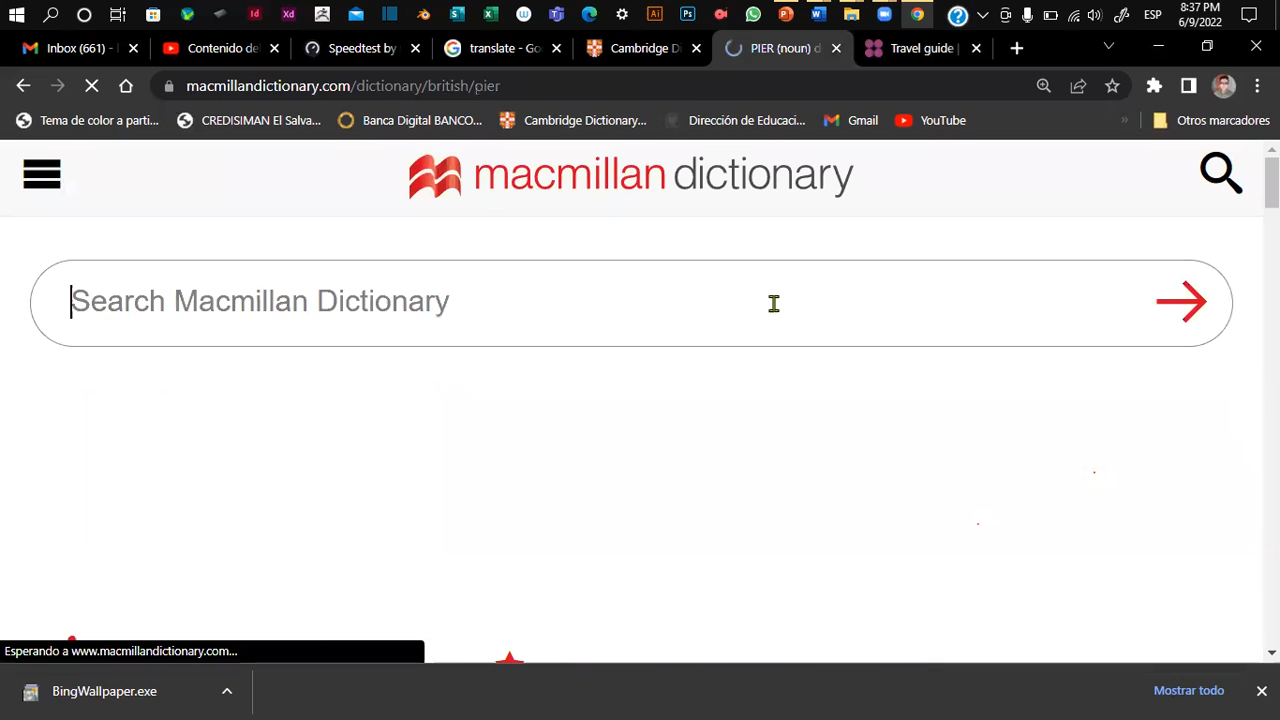 8:37 PM
ESP
6/9/2022
Inbox (661) -
Contenido de
Speedtest by
translate - Go
Cambridge Di
PIER (noun) d
Travel guide
macmillandictionary.com/dictionary/british/pier
Tema de color a parti...
CREDISIMAN El Salva...
Banca Digital BANCO...
Cambridge Dictionary...
Dirección de Educaci...
Gmail
YouTube
»
Otros marcadores
macmillan dictionary
Search Macmillan Dictionary
Esperando a www.macmillandictionary.com...
BingWallpaper.exe
Mostrar todo